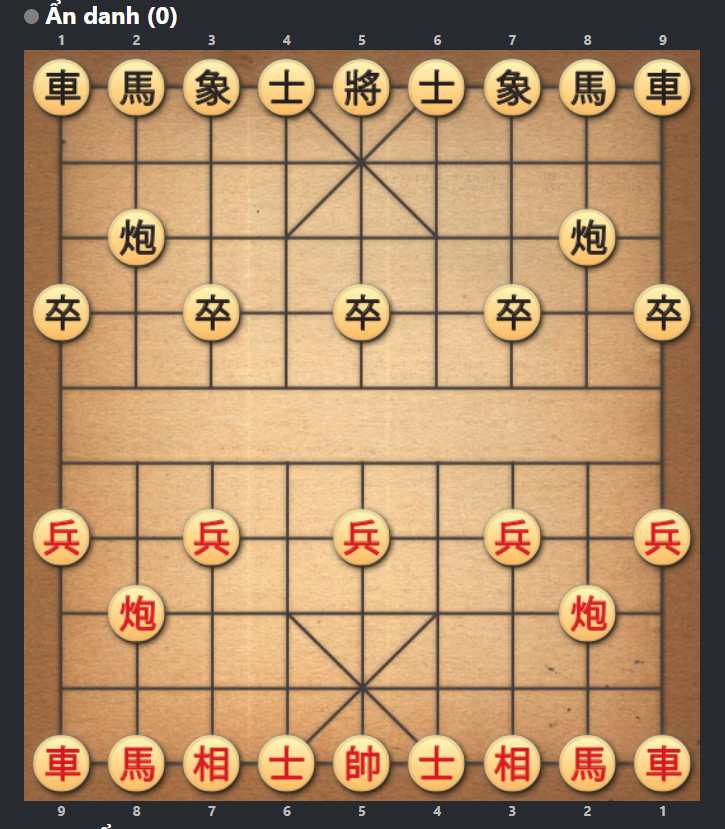 Ẩn danh (0)
1 2 3 4 5 6 7 8 9
車 馬 象 士 將 士 象 馬 車
炮 炮
卒 卒 卒 卒 卒
兵 兵 兵 兵 兵
炮 炮
車 馬 相 士 帥 士 相 馬 車
9 8 7 6 5 4 3 2 1